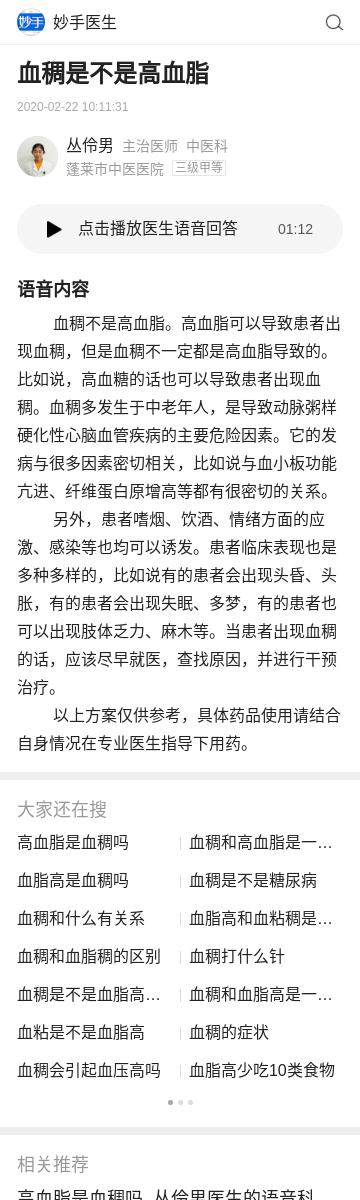 妙手 妙手医生
血稠是不是高血脂
2020-02-22 10:11:31
丛伶男 主治医师 中医科
蓬莱市中医医院 三级甲等
点击播放医生语音回答 01:12
语音内容
血稠不是高血脂。高血脂可以导致患者出
现血稠，但是血稠不一定都是高血脂导致的。
比如说，高血糖的话也可以导致患者出现血
稠。血稠多发生于中老年人，是导致动脉粥样
硬化性心脑血管疾病的主要危险因素。它的发
病与很多因素密切相关，比如说与血小板功能
亢进、纤维蛋白原增高等都有很密切的关系。
另外，患者嗜烟、饮酒、情绪方面的应
激、感染等也均可以诱发。患者临床表现也是
多种多样的，比如说有的患者会出现头昏、头
胀，有的患者会出现失眠、多梦，有的患者也
可以出现肢体乏力、麻木等。当患者出现血稠
的话，应该尽早就医，查找原因，并进行干预
治疗。
以上方案仅供参考，具体药品使用请结合
自身情况在专业医生指导下用药。
大家还在搜
高血脂是血稠吗 血稠和高血脂是一…
血脂高是血稠吗 血稠是不是糖尿病
血稠和什么有关系 血脂高和血粘稠是…
血稠和血脂稠的区别 血稠打什么针
血稠是不是血脂高… 血稠和血脂高是一…
血粘是不是血脂高 血稠的症状
血稠会引起血压高吗 血脂高少吃10类食物
相关推荐
高血脂是血稠吗_丛伶男医生的语音科